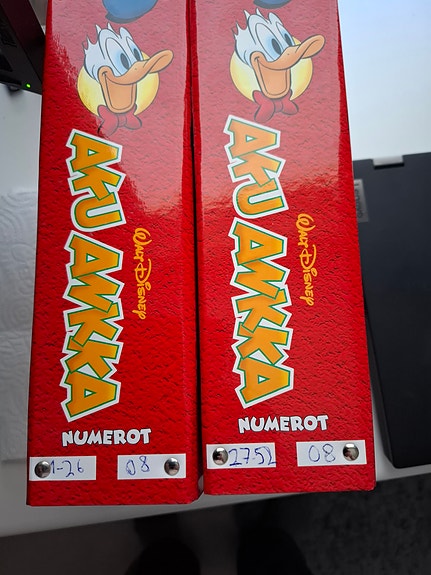 AKU ANKKA
WALT DISNEY
NUMEROT
1-26 08
AKU ANKKA
WALT DISNEY
NUMEROT
27-52 08